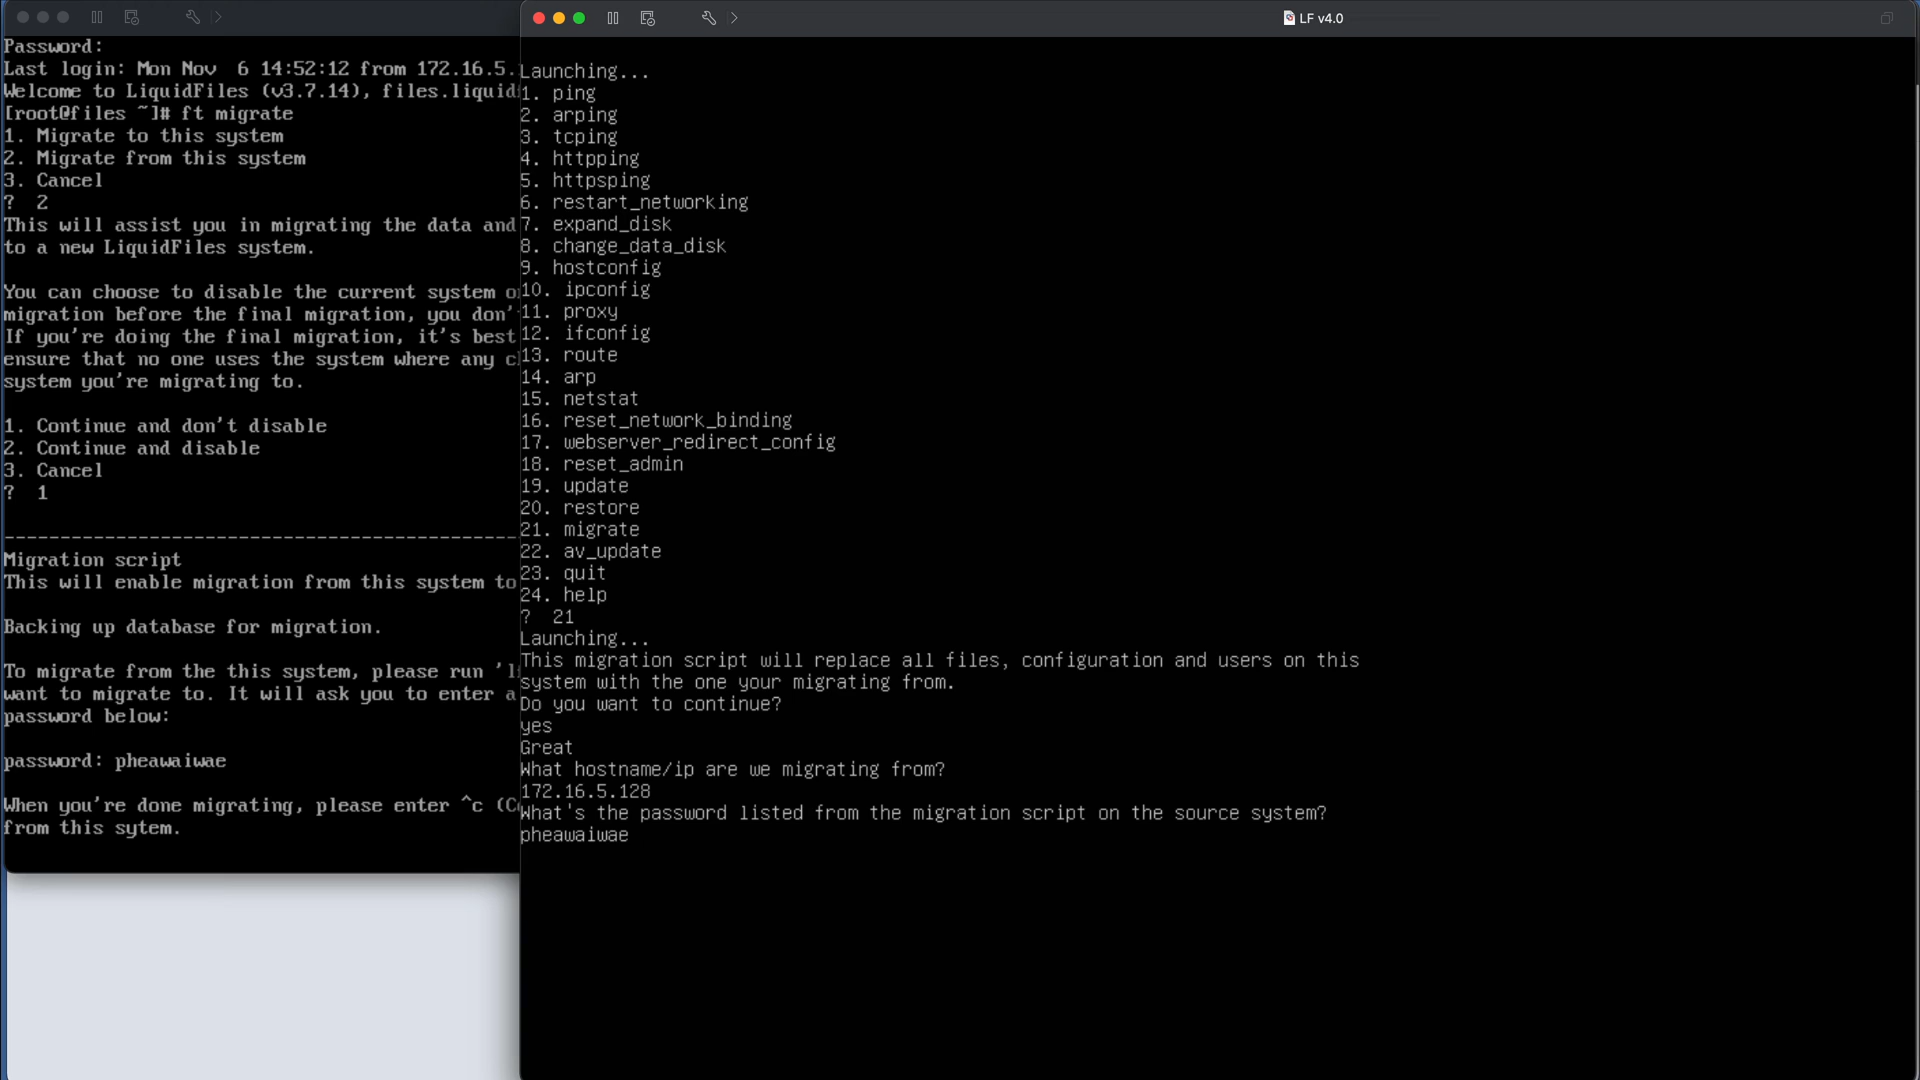 Password:
Last login: Mon Nov  6 14:52:12 from 172.16.5.
Welcome to LiquidFiles (v3.7.14), files.liquid
[root@files ~]# ft migrate
1. Migrate to this system
2. Migrate from this system
3. Cancel
?  2
This will assist you in migrating the data and
to a new LiquidFiles system.
You can choose to disable the current system o
migration before the final migration, you don'
If you're doing the final migration, it's best
ensure that no one uses the system where any c
system you're migrating to.
1. Continue and don't disable
2. Continue and disable
3. Cancel
?  1
----------------------------------------------
Migration script
This will enable migration from this system to
Backing up database for migration.
To migrate from the this system, please run 'l
want to migrate to. It will ask you to enter a
password below:
password: pheawaiwae
When you're done migrating, please enter ^c (C
from this sytem.
LF v4.0
Launching...
1. ping
2. arping
3. tcping
4. httpping
5. httpsping
6. restart_networking
7. expand_disk
8. change_data_disk
9. hostconfig
10. ipconfig
11. proxy
12. ifconfig
13. route
14. arp
15. netstat
16. reset_network_binding
17. webserver_redirect_config
18. reset_admin
19. update
20. restore
21. migrate
22. av_update
23. quit
24. help
?  21
Launching...
This migration script will replace all files, configuration and users on this
system with the one your migrating from.
Do you want to continue?
yes
Great
What hostname/ip are we migrating from?
172.16.5.128
What's the password listed from the migration script on the source system?
pheawaiwae